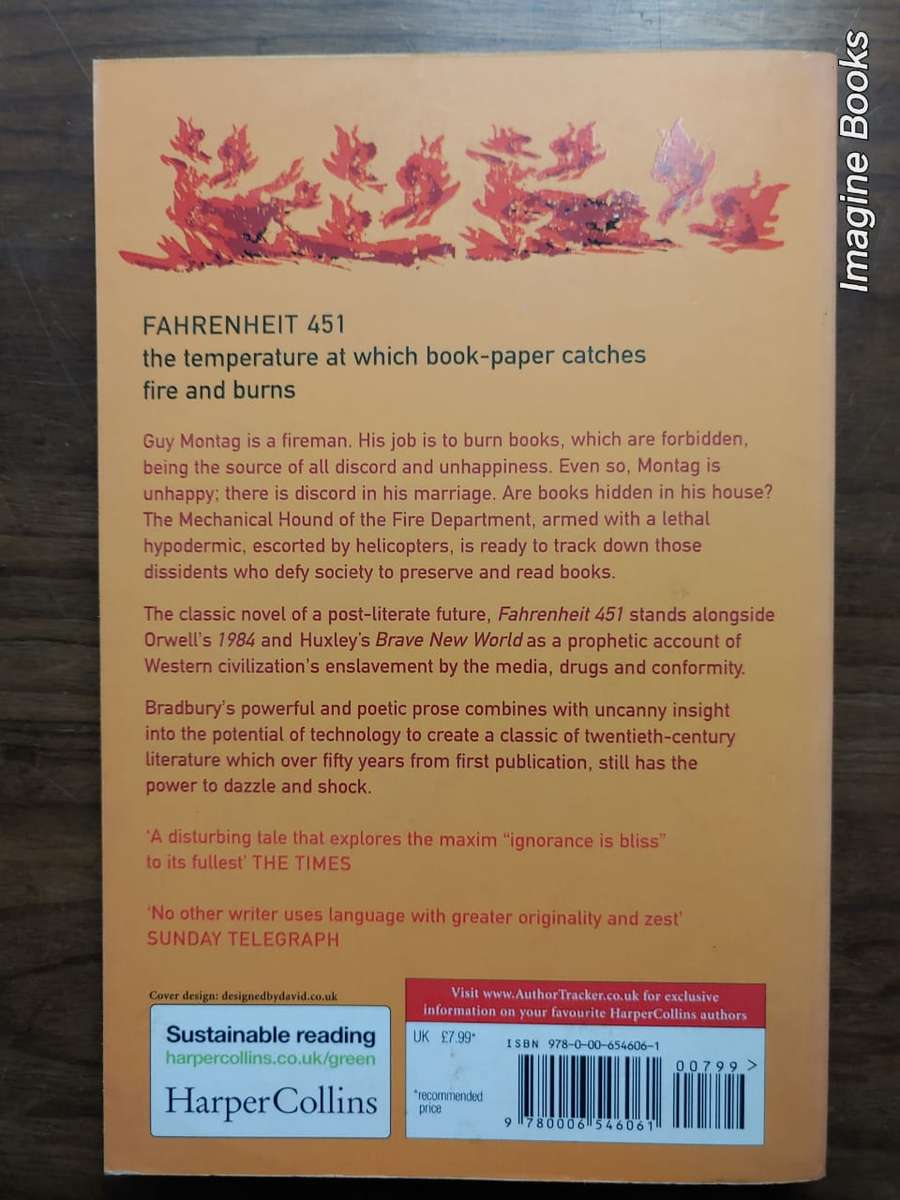 Imagine Books
FAHRENHEIT 451
the temperature at which book-paper catches
fire and burns
Guy Montag is a fireman. His job is to burn books, which are forbidden,
being the source of all discord and unhappiness. Even so, Montag is
unhappy; there is discord in his marriage. Are books hidden in his house?
The Mechanical Hound of the Fire Department, armed with a lethal
hypodermic, escorted by helicopters, is ready to track down those
dissidents who defy society to preserve and read books.
The classic novel of a post-literate future, Fahrenheit 451 stands alongside
Orwell's 1984 and Huxley's Brave New World as a prophetic account of
Western civilization's enslavement by the media, drugs and conformity.
Bradbury's powerful and poetic prose combines with uncanny insight
into the potential of technology to create a classic of twentieth-century
literature which over fifty years from first publication, still has the
power to dazzle and shock.
'A disturbing tale that explores the maxim "ignorance is bliss"
to its fullest' THE TIMES
'No other writer uses language with greater originality and zest'
SUNDAY TELEGRAPH
Cover design: designedbydavid.co.uk
Sustainable reading
harpercollins.co.uk/green
HarperCollins
Visit www.AuthorTracker.co.uk for exclusive
information on your favourite HarperCollins authors
UK £7.99*
*recommended
price
ISBN 978-0-00-654606-1
00799 >
9 780006 546061